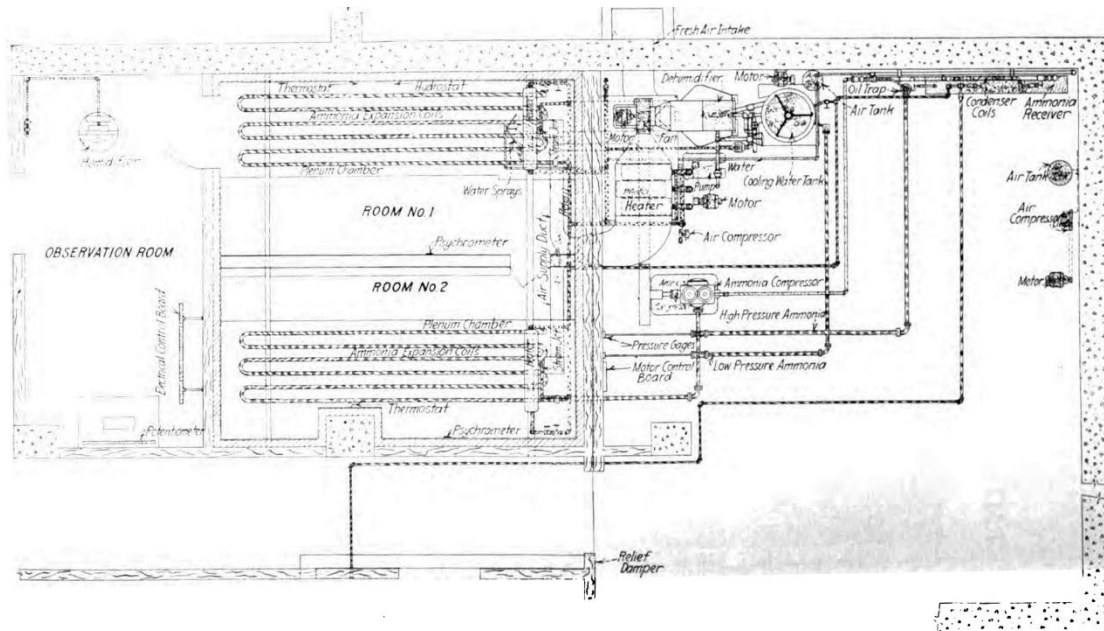 Fresh Air Intake
Thermostat
Hudrostat
Dehumidifier
Motor
Oil Trap
Air Tank
Condenser
Coils
Ammonia
Receiver
Ammonia Expansion Coils
Motor
Fan
Humidifier
Plenum Chamber
Water Sprays
Water
Cooling Water Tank
Pump
Heater
Motor
Air Tank
ROOM No. 1
Air
Compressor
Air Compressor
OBSERVATION ROOM
Psychrometer
Air Supply Duct
ROOM No. 2
Ammonia Compressor
Motor
Electrical Control Board
Plenum Chamber
High Pressure Ammonia
Ammonia Expansion Coils
Pressure Gages
Motor Control
Board
Low Pressure Ammonia
Thermostat
Psychrometer
Potentiometer
Relief
Damper